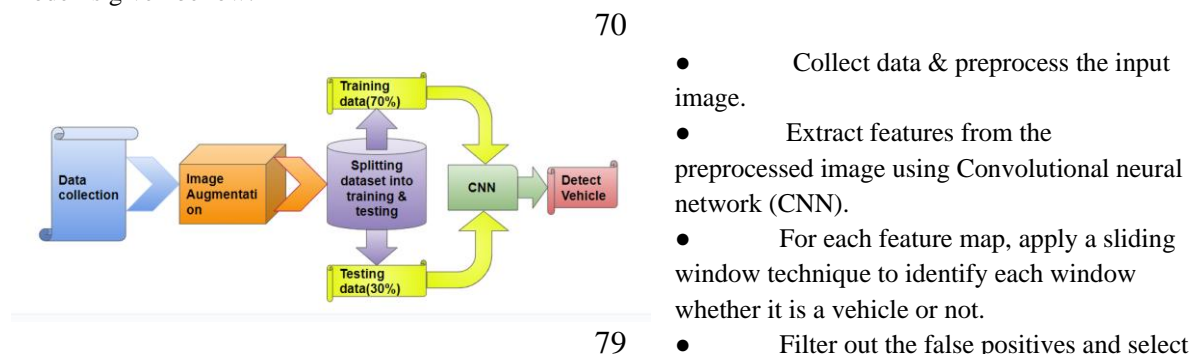 70
Data
collection
Image
Augmentati
on
Training
data(70%)
Splitting
dataset into
training &
testing
Testing
data(30%)
CNN
Detect
Vehicle
79
● Collect data & preprocess the input
image.
● Extract features from the
preprocessed image using Convolutional neural
network (CNN).
● For each feature map, apply a sliding
window technique to identify each window
whether it is a vehicle or not.
● Filter out the false positives and select